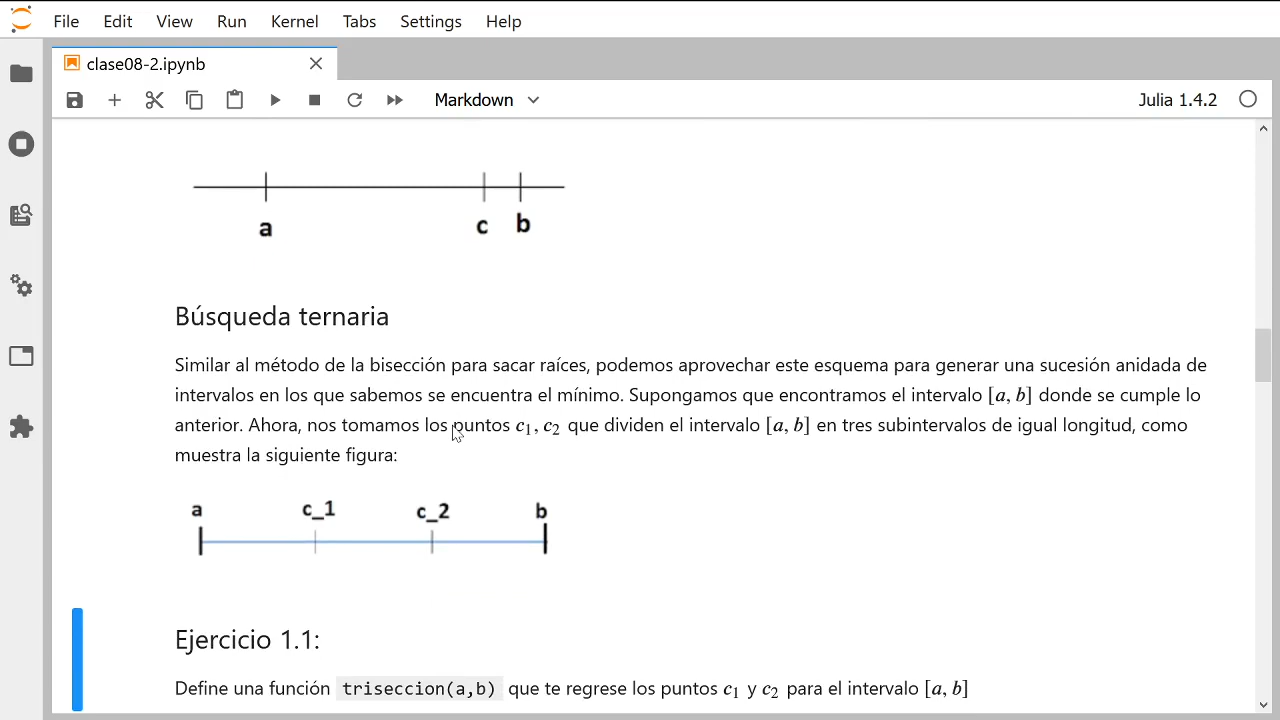 File Edit View Run Kernel Tabs Settings Help
clase08-2.ipynb
Markdown
Julia 1.4.2
a c b
Búsqueda ternaria
Similar al método de la bisección para sacar raíces, podemos aprovechar este esquema para generar una sucesión anidada de
intervalos en los que sabemos se encuentra el mínimo. Supongamos que encontramos el intervalo [a, b] donde se cumple lo
anterior. Ahora, nos tomamos los puntos c₁, c₂ que dividen el intervalo [a, b] en tres subintervalos de igual longitud, como
muestra la siguiente figura:
a c_1 c_2 b
Ejercicio 1.1:
Define una función triseccion(a,b) que te regrese los puntos c₁ y c₂ para el intervalo [a, b]